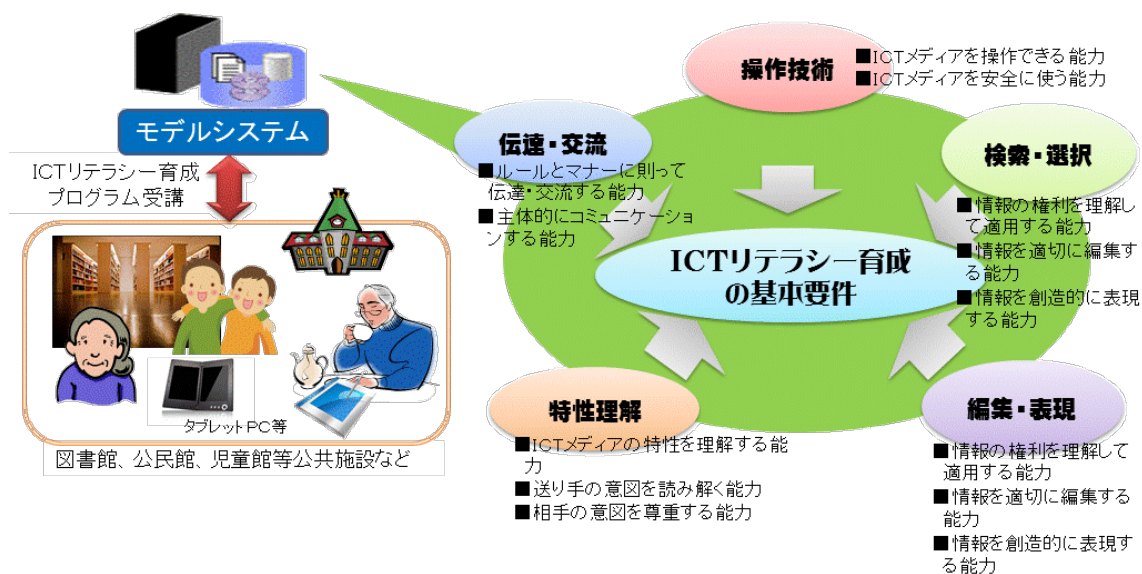 モデルシステム
ICTリテラシー育成
プログラム受講
タブレットPC等
図書館、公民館、児童館等公共施設など
操作技術
■ICTメディアを操作できる能力
■ICTメディアを安全に使う能力
伝達・交流
■ルールとマナーに則って
伝達・交流する能力
■主体的にコミュニケーショ
ンする能力
検索・選択
■情報の権利を理解し
て適用する能力
■情報を適切に編集す
る能力
■情報を創造的に表現
する能力
ICTリテラシー育成
の基本要件
特性理解
■ICTメディアの特性を理解する能
力
■送り手の意図を読み解く能力
■相手の意図を尊重する能力
編集・表現
■情報の権利を理解して
適用する能力
■情報を適切に編集する
能力
■情報を創造的に表現す
る能力